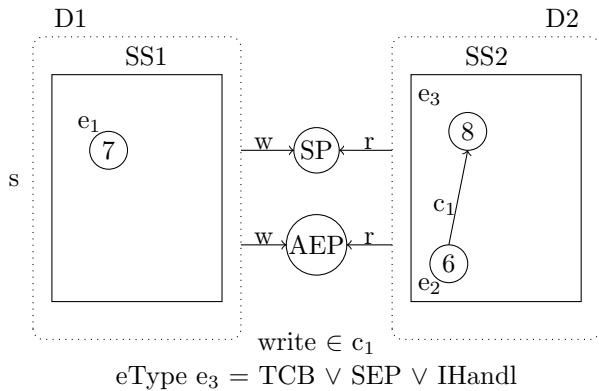 D1 D2
SS1 SS2
e₃
e₁ 7 8
w SP r
s
c₁
w AEP r
6
e₂
write ∈ c₁
eType e₃ = TCB ∨ SEP ∨ IHandl